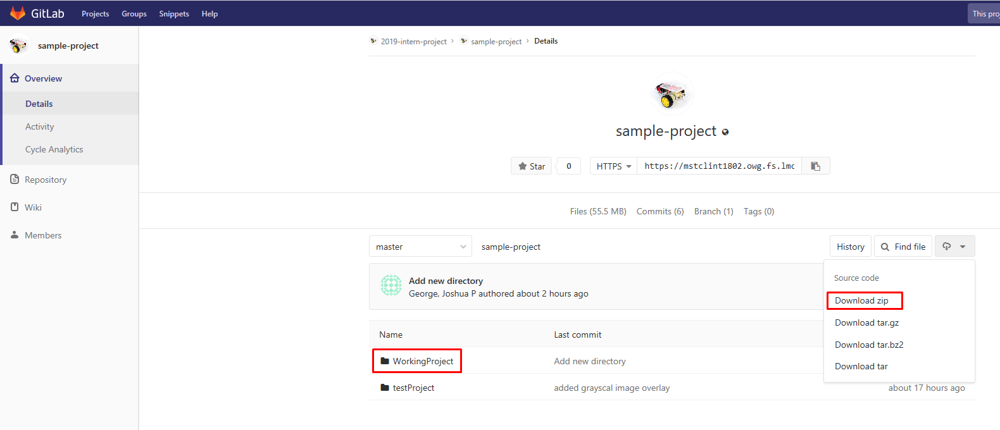 GitLab Projects Groups Snippets Help This proj
sample-project
2019-intern-project › sample-project › Details
Overview
Details
Activity
Cycle Analytics
Repository
Wiki
Members
sample-project
Star 0 HTTPS https://mstclint1802.owg.fs.lmc
Files (55.5 MB) Commits (6) Branch (1) Tags (0)
master sample-project History Find file
Add new directory
George, Joshua P authored about 2 hours ago
Source code
Download zip
Download tar.gz
Download tar.bz2
Download tar
Name Last commit
WorkingProject Add new directory
testProject added grayscal image overlay about 17 hours ago